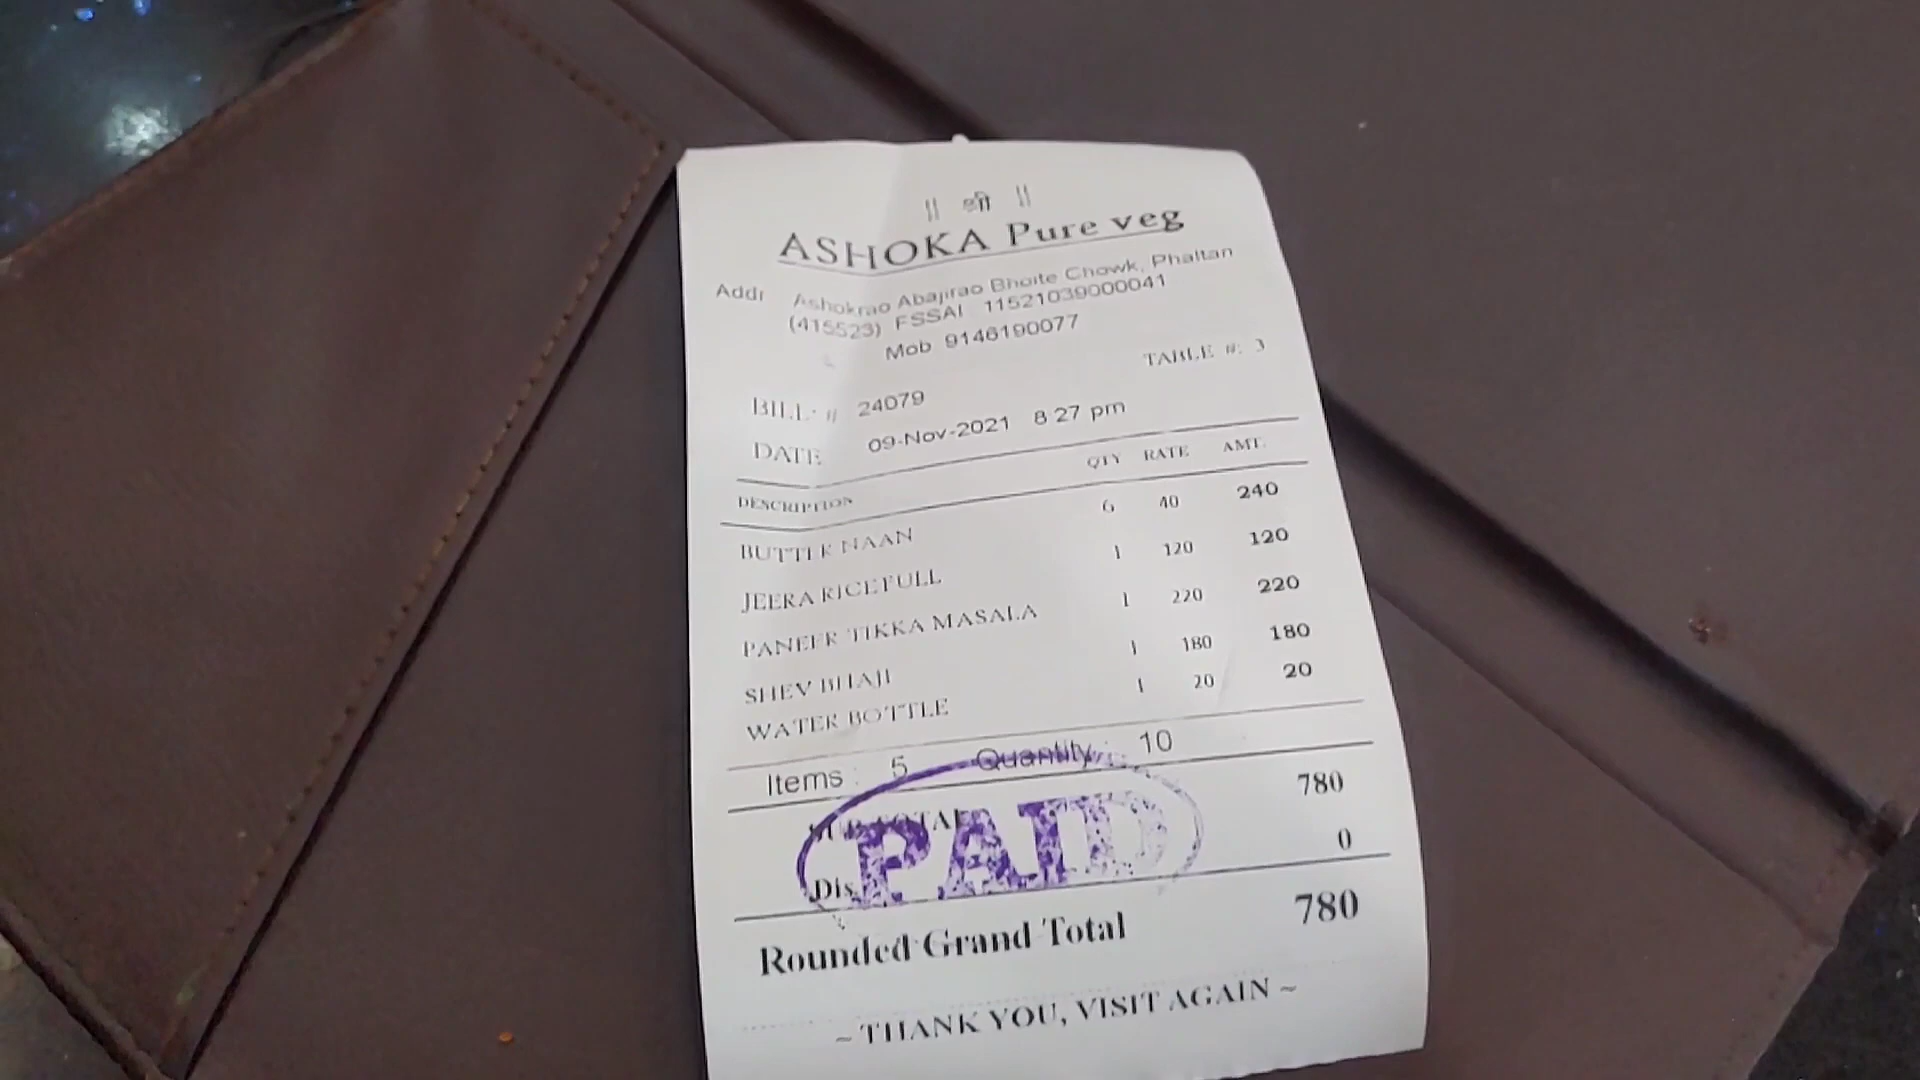 || श्री ||
ASHOKA Pure veg
Addr Ashokrao Abajirao Bhoite Chowk, Phaltan
(415523) FSSAI 11521039000041
Mob 9146190077
TABLE #: 3
BILL: # 24079
DATE 09-Nov-2021 8 27 pm
DESCRIPTION QTY RATE AMT.
BUTTER NAAN 6 40 240
JEERA RICE FULL 1 120 120
PANEER TIKKA MASALA 1 220 220
SHEV BHAJI 1 180 180
WATER BOTTLE 1 20 20
Items : 5 Quantity : 10
SUB TOTAL 780
Dis 0
PAID
Rounded Grand Total 780
~ THANK YOU, VISIT AGAIN ~